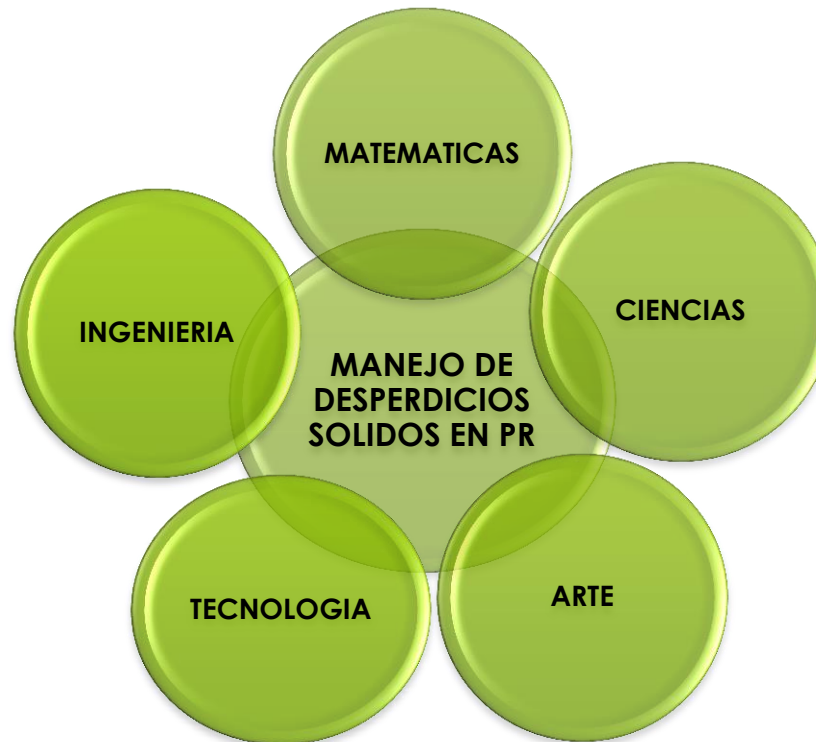 MATEMATICAS
CIENCIAS
INGENIERIA
MANEJO DE
DESPERDICIOS
SOLIDOS EN PR
TECNOLOGIA
ARTE